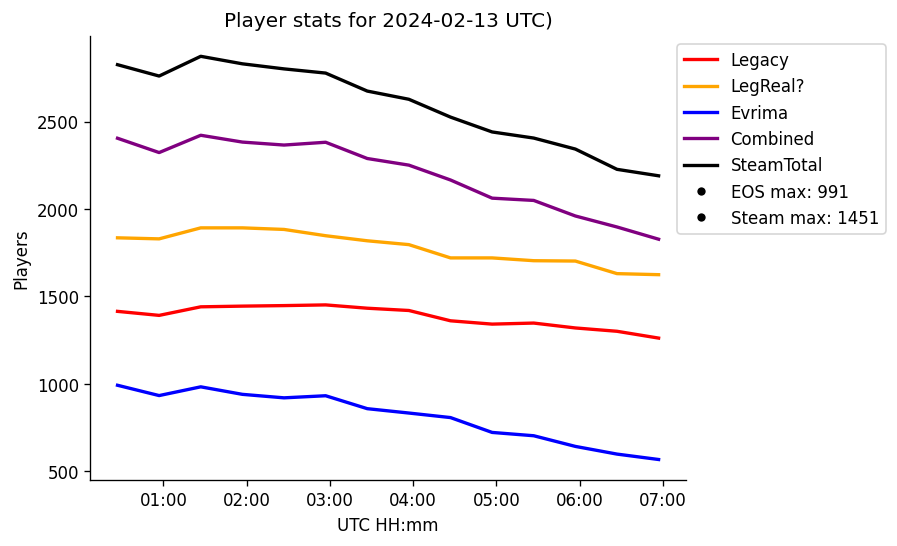 Player stats for 2024-02-13 UTC)
Legacy
LegReal?
Evrima
Combined
SteamTotal
EOS max: 991
Steam max: 1451
Players
2500
2000
1500
1000
500
01:00 02:00 03:00 04:00 05:00 06:00 07:00
UTC HH:mm